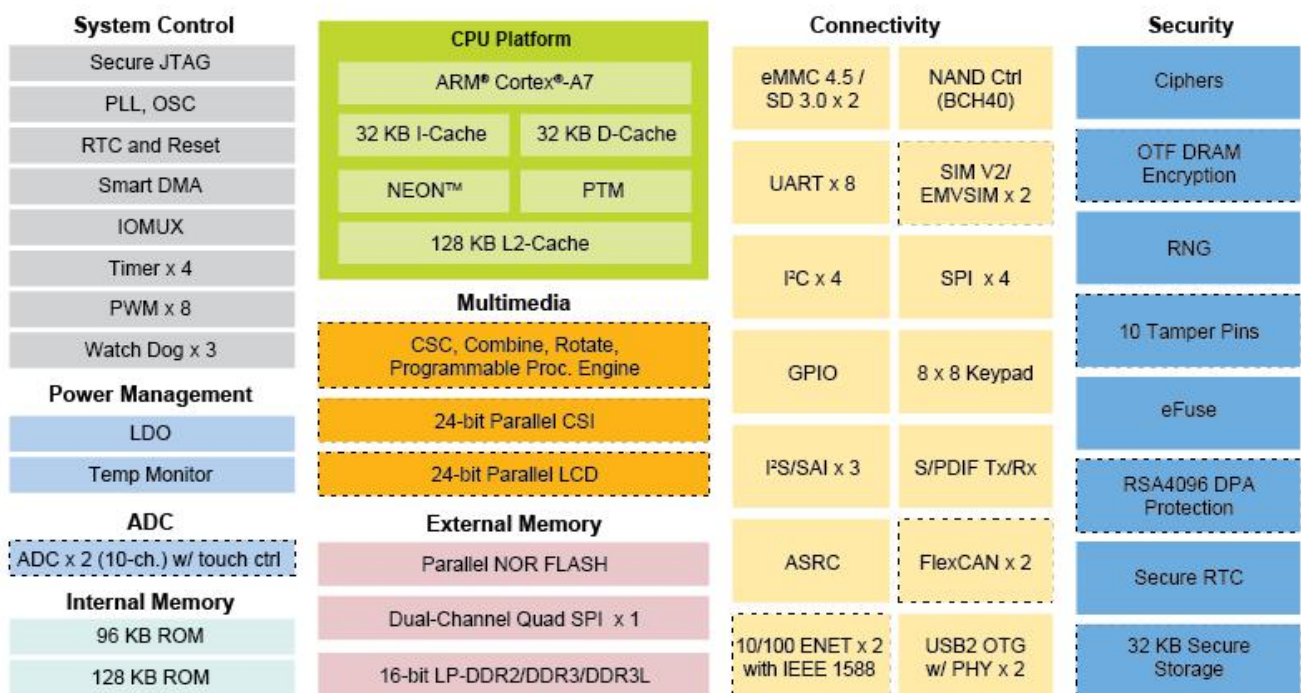 System Control
Secure JTAG
PLL, OSC
RTC and Reset
Smart DMA
IOMUX
Timer x 4
PWM x 8
Watch Dog x 3
Power Management
LDO
Temp Monitor
ADC
ADC x 2 (10-ch.) w/ touch ctrl
Internal Memory
96 KB ROM
128 KB ROM
CPU Platform
ARM® Cortex®-A7
32 KB I-Cache
32 KB D-Cache
NEON™
PTM
128 KB L2-Cache
Multimedia
CSC, Combine, Rotate,
Programmable Proc. Engine
24-bit Parallel CSI
24-bit Parallel LCD
External Memory
Parallel NOR FLASH
Dual-Channel Quad SPI x 1
16-bit LP-DDR2/DDR3/DDR3L
Connectivity
eMMC 4.5 /
SD 3.0 x 2
NAND Ctrl
(BCH40)
UART x 8
SIM V2/
EMVSIM x 2
I²C x 4
SPI x 4
GPIO
8 x 8 Keypad
I²S/SAI x 3
S/PDIF Tx/Rx
ASRC
FlexCAN x 2
10/100 ENET x 2
with IEEE 1588
USB2 OTG
w/ PHY x 2
Security
Ciphers
OTF DRAM
Encryption
RNG
10 Tamper Pins
eFuse
RSA4096 DPA
Protection
Secure RTC
32 KB Secure
Storage